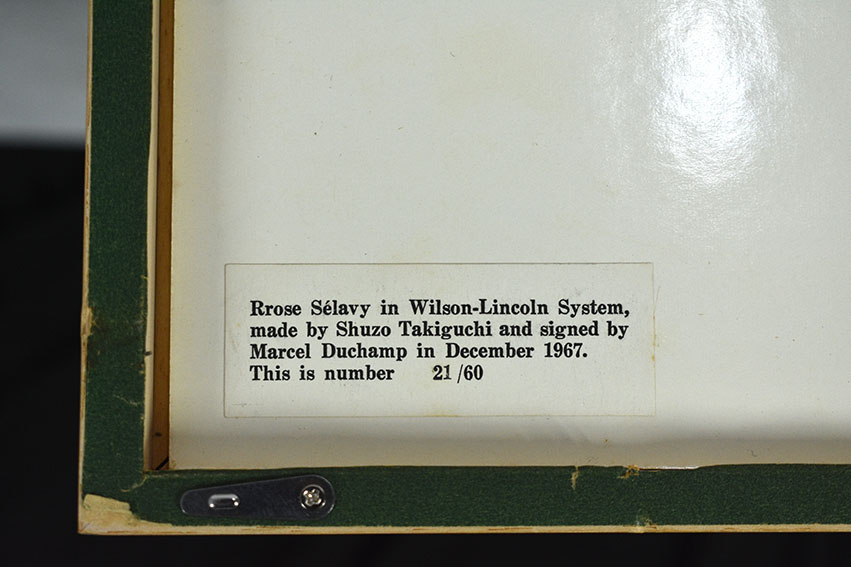 Rrose Sélavy in Wilson-Lincoln System,
made by Shuzo Takiguchi and signed by
Marcel Duchamp in December 1967.
This is number 21/60